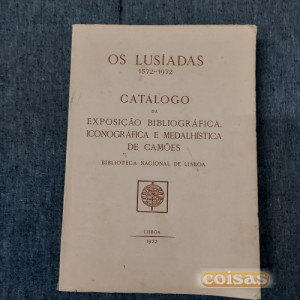 OS LUSÍADAS
1572-1972
CATÁLOGO
DA
EXPOSIÇÃO BIBLIOGRÁFICA,
ICONOGRÁFICA E MEDALHÍSTICA
DE CAMÕES
BIBLIOTECA NACIONAL DE LISBOA
LISBOA
1972
coisas